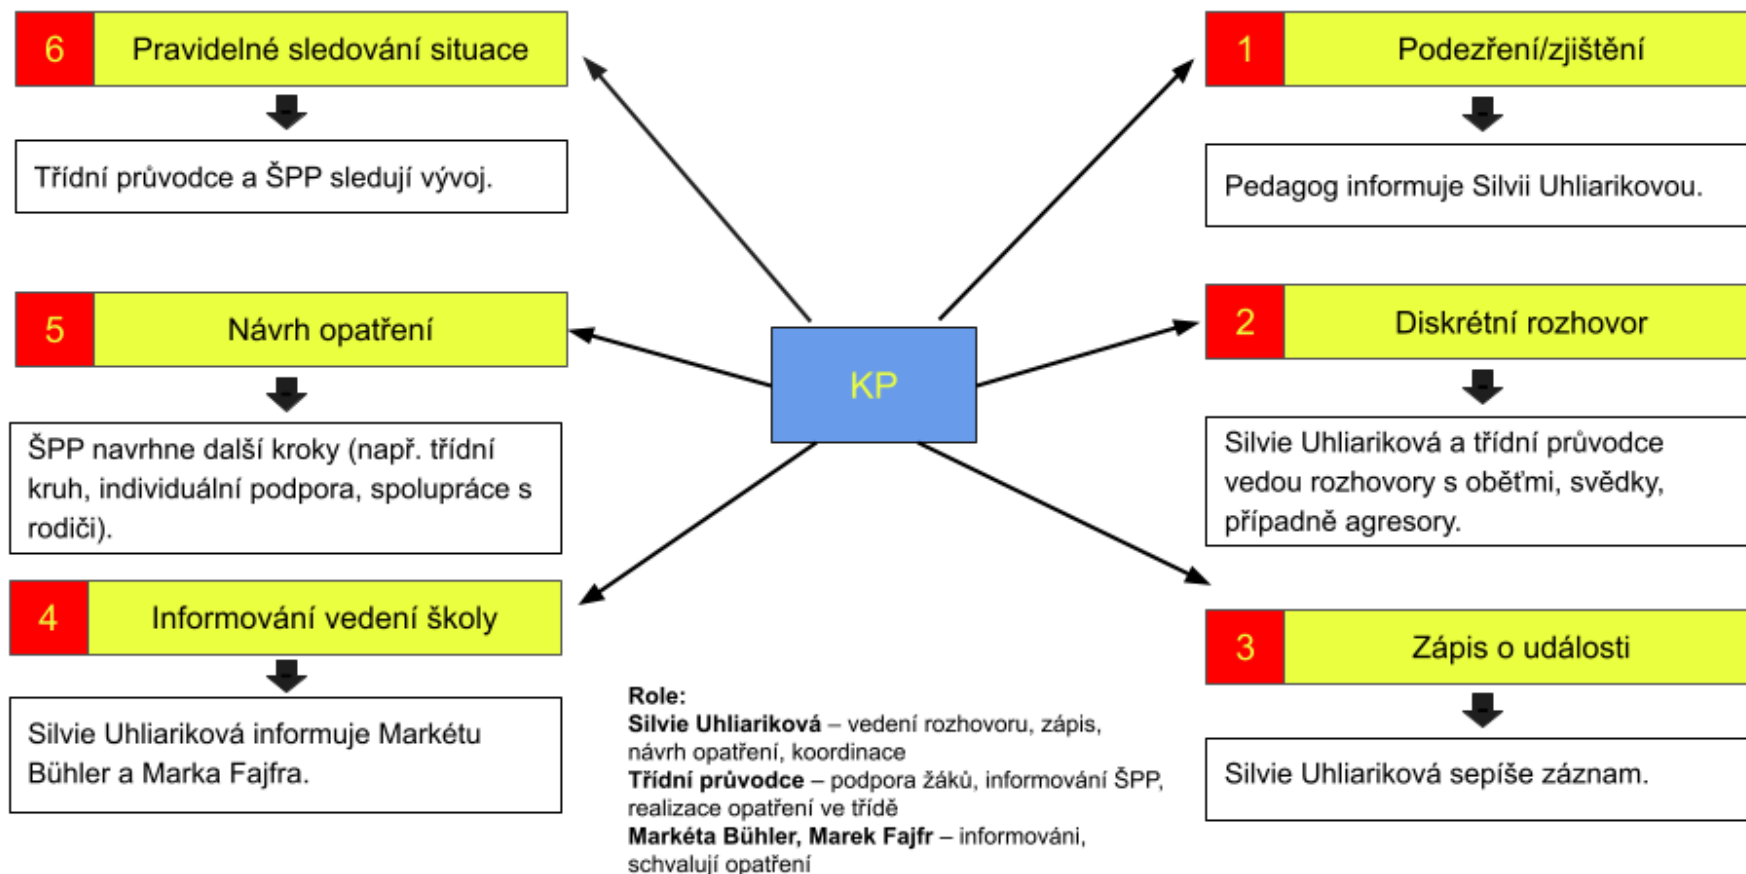 6 Pravidelné sledování situace
Třídní průvodce a ŠPP sledují vývoj.
5 Návrh opatření
ŠPP navrhne další kroky (např. třídní
kruh, individuální podpora, spolupráce s
rodiči).
4 Informování vedení školy
Silvie Uhliariková informuje Markétu
Bühler a Marka Fajfra.
KP
Role:
Silvie Uhliariková – vedení rozhovoru, zápis,
návrh opatření, koordinace
Třídní průvodce – podpora žáků, informování ŠPP,
realizace opatření ve třídě
Markéta Bühler, Marek Fajfr – informováni,
schvalují opatření
1 Podezření/zjištění
Pedagog informuje Silvii Uhliarikovou.
2 Diskrétní rozhovor
Silvie Uhliariková a třídní průvodce
vedou rozhovory s oběťmi, svědky,
případně agresory.
3 Zápis o události
Silvie Uhliariková sepíše záznam.